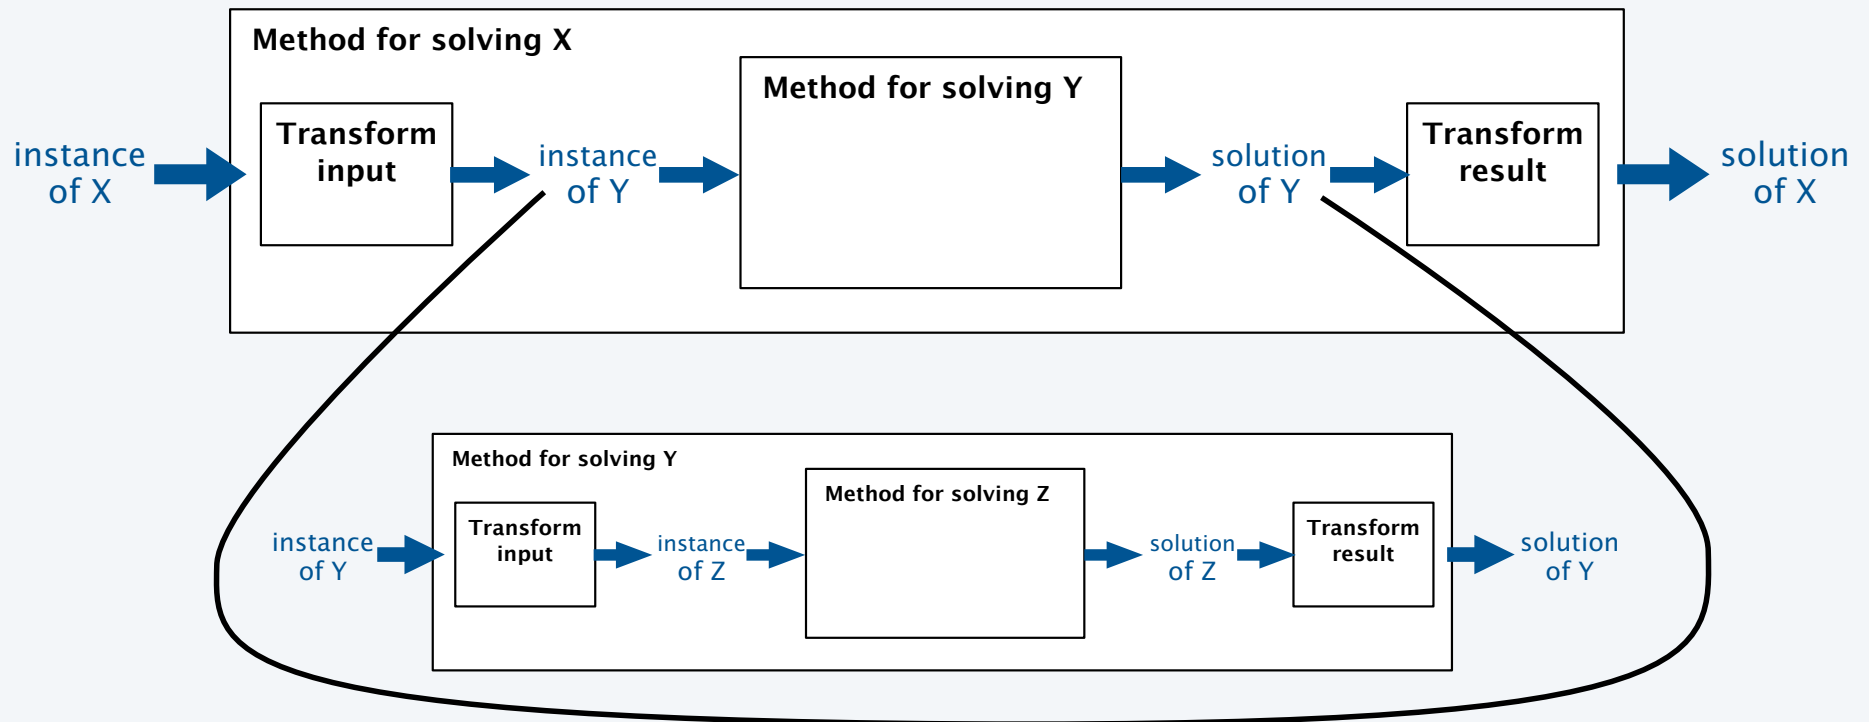 Method for solving X
Method for solving Y
Transform
input
instance
of X
instance
of Y
solution
of Y
Transform
result
solution
of X
Method for solving Y
Method for solving Z
instance
of Y
Transform
input
instance
of Z
solution
of Z
Transform
result
solution
of Y